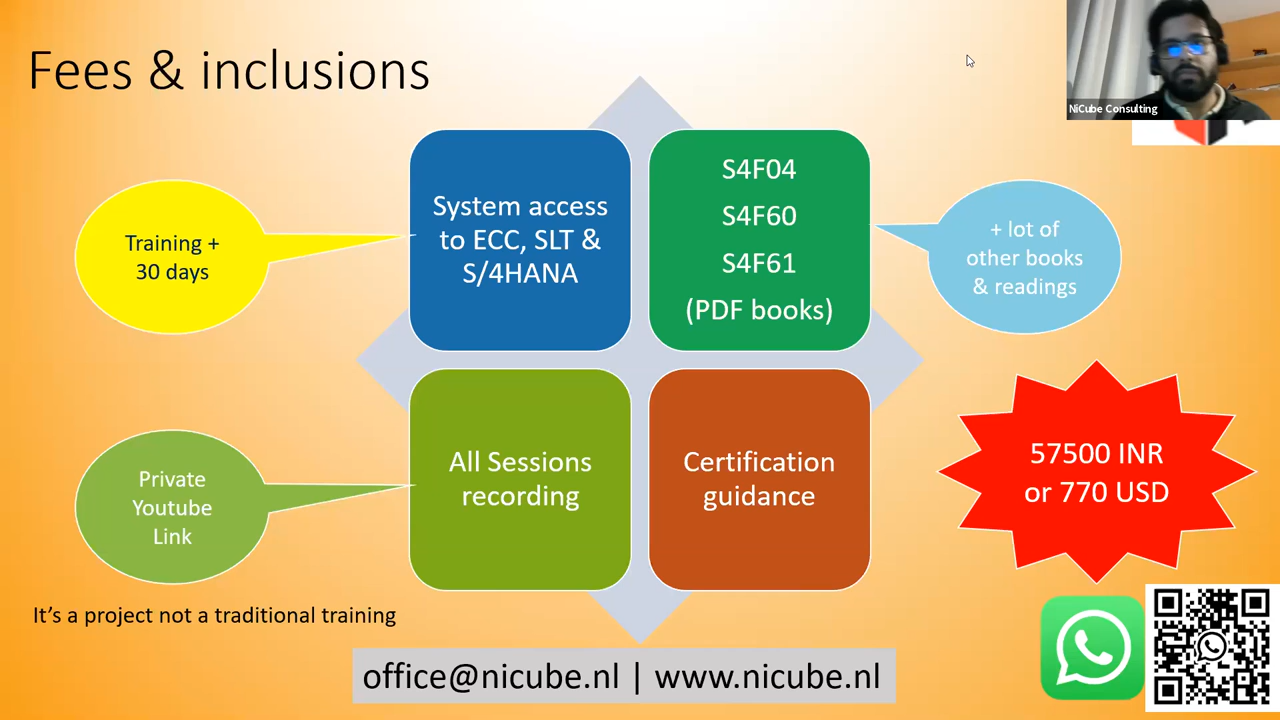 Fees & inclusions
NiCube Consulting
Training +
30 days
System access
to ECC, SLT &
S/4HANA
S4F04
S4F60
S4F61
(PDF books)
+ lot of
other books
& readings
Private
Youtube
Link
All Sessions
recording
Certification
guidance
57500 INR
or 770 USD
It's a project not a traditional training
office@nicube.nl | www.nicube.nl